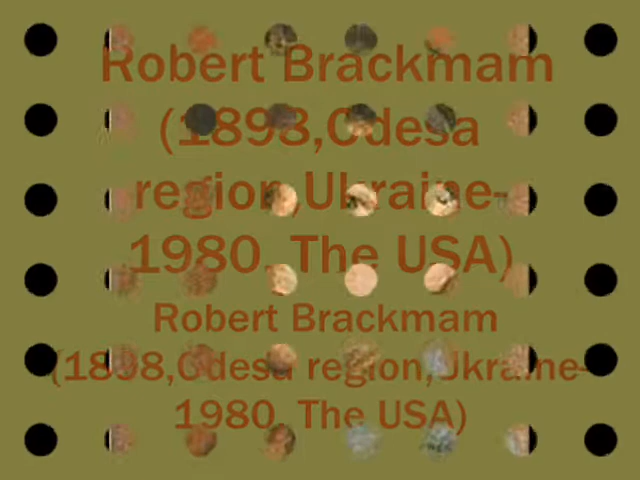 Robert Brackmam
(1898,Odesa
region,Ukraine-
1980, The USA)
Robert Brackmam
(1898,Odesa region,Ukraine-
1980, The USA)